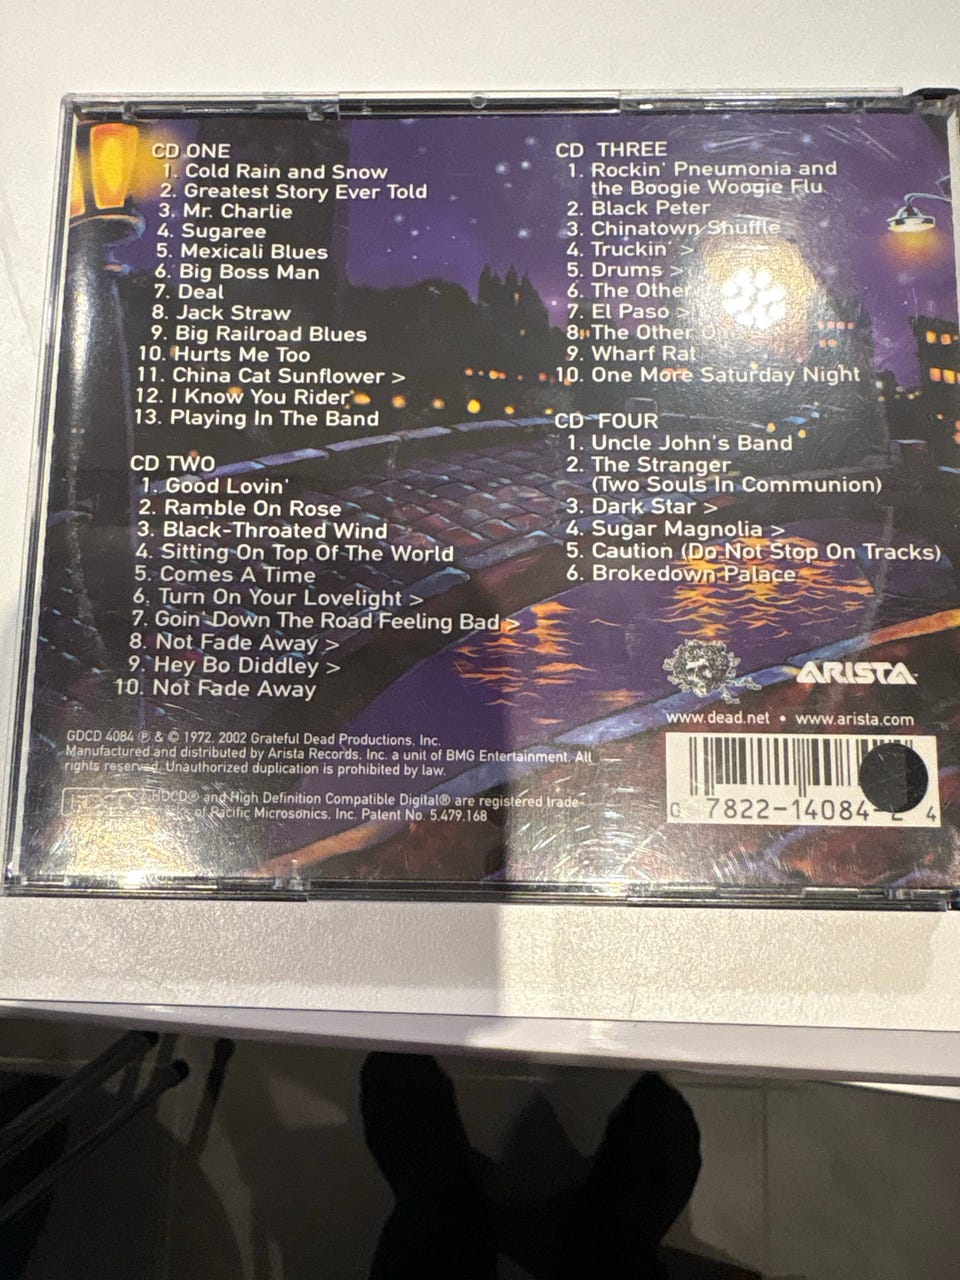 CD ONE
1. Cold Rain and Snow
2. Greatest Story Ever Told
3. Mr. Charlie
4. Sugaree
5. Mexicali Blues
6. Big Boss Man
7. Deal
8. Jack Straw
9. Big Railroad Blues
10. Hurts Me Too
11. China Cat Sunflower >
12. I Know You Rider
13. Playing In The Band
CD TWO
1. Good Lovin'
2. Ramble On Rose
3. Black-Throated Wind
4. Sitting On Top Of The World
5. Comes A Time
6. Turn On Your Lovelight >
7. Goin' Down The Road Feeling Bad >
8. Not Fade Away >
9. Hey Bo Diddley >
10. Not Fade Away
CD THREE
1. Rockin' Pneumonia and
the Boogie Woogie Flu
2. Black Peter
3. Chinatown Shuffle
4. Truckin' >
5. Drums >
6. The Other
7. El Paso >
8. The Other
9. Wharf Rat
10. One More Saturday Night
CD FOUR
1. Uncle John's Band
2. The Stranger
(Two Souls In Communion)
3. Dark Star >
4. Sugar Magnolia >
5. Caution (Do Not Stop On Tracks)
6. Brokedown Palace
ARISTA
www.dead.net • www.arista.com
GDCD 4084 ℗ & © 1972, 2002 Grateful Dead Productions, Inc.
Manufactured and distributed by Arista Records, Inc. a unit of BMG Entertainment. All
rights reserved. Unauthorized duplication is prohibited by law.
HDCD® and High Definition Compatible Digital® are registered trade-
of Pacific Microsonics, Inc. Patent No. 5,479,168
7822-14084-2 4